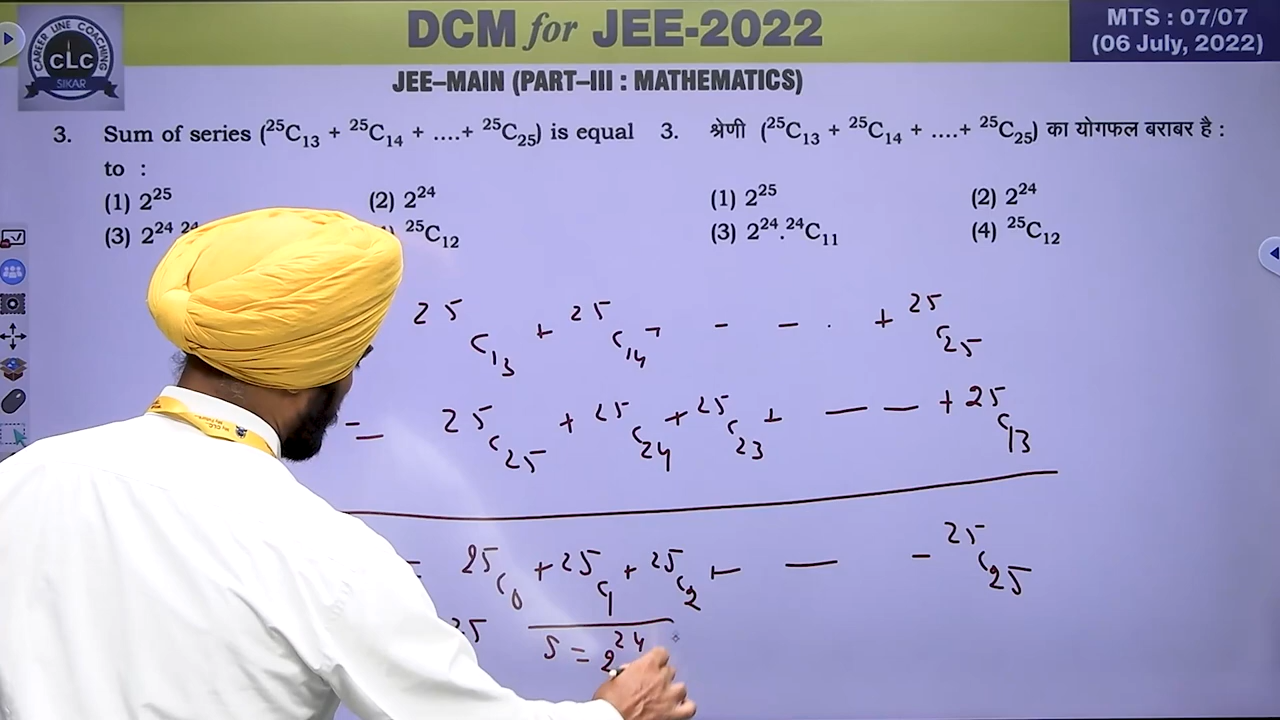 CAREER LINE COACHING
CLC
SIKAR
DCM for JEE-2022
MTS : 07/07
(06 July, 2022)
JEE–MAIN (PART–III : MATHEMATICS)
3. Sum of series (²⁵C₁₃ + ²⁵C₁₄ + ....+ ²⁵C₂₅) is equal
to :
(1) 2²⁵ (2) 2²⁴
(3) 2²⁴ ²⁵C₁₂
3. श्रेणी (²⁵C₁₃ + ²⁵C₁₄ + ....+ ²⁵C₂₅) का योगफल बराबर है :
(1) 2²⁵ (2) 2²⁴
(3) 2²⁴.²⁴C₁₁ (4) ²⁵C₁₂
²⁵C₁₃ + ²⁵C₁₄ - - . + ²⁵C₂₅
= ²⁵C₂₅ + ²⁵C₂₄ + ²⁵C₂₃ + — — + ²⁵C₁₃
²⁵C₀ + ²⁵C₁ + ²⁵C₂ + — - ²⁵C₂₅
S = 2²⁴